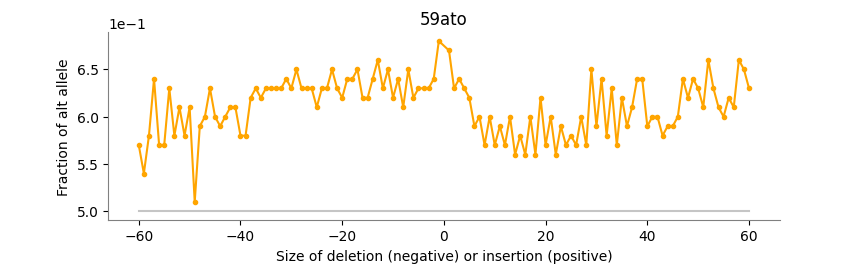 59ato
1e−1
Fraction of alt allele
6.5
6.0
5.5
5.0
−60 −40 −20 0 20 40 60
Size of deletion (negative) or insertion (positive)